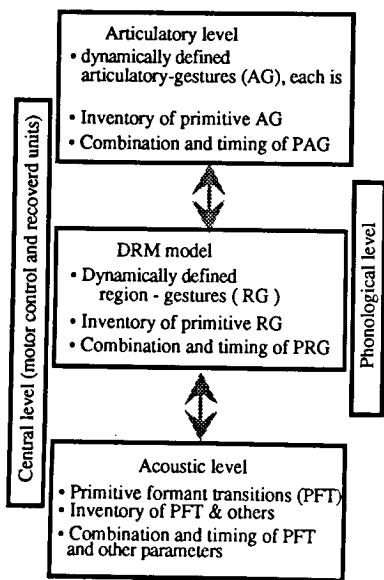 Articulatory level
• dynamically defined
articulatory-gestures (AG), each is
• Inventory of primitive AG
• Combination and timing of PAG
Central level (motor control and recoverd units)
DRM model
• Dynamically defined
region - gestures ( RG )
• Inventory of primitive RG
• Combination and timing of PRG
Phonological level
Acoustic level
• Primitive formant transitions (PFT)
• Inventory of PFT & others
• Combination and timing of PFT
and other parameters